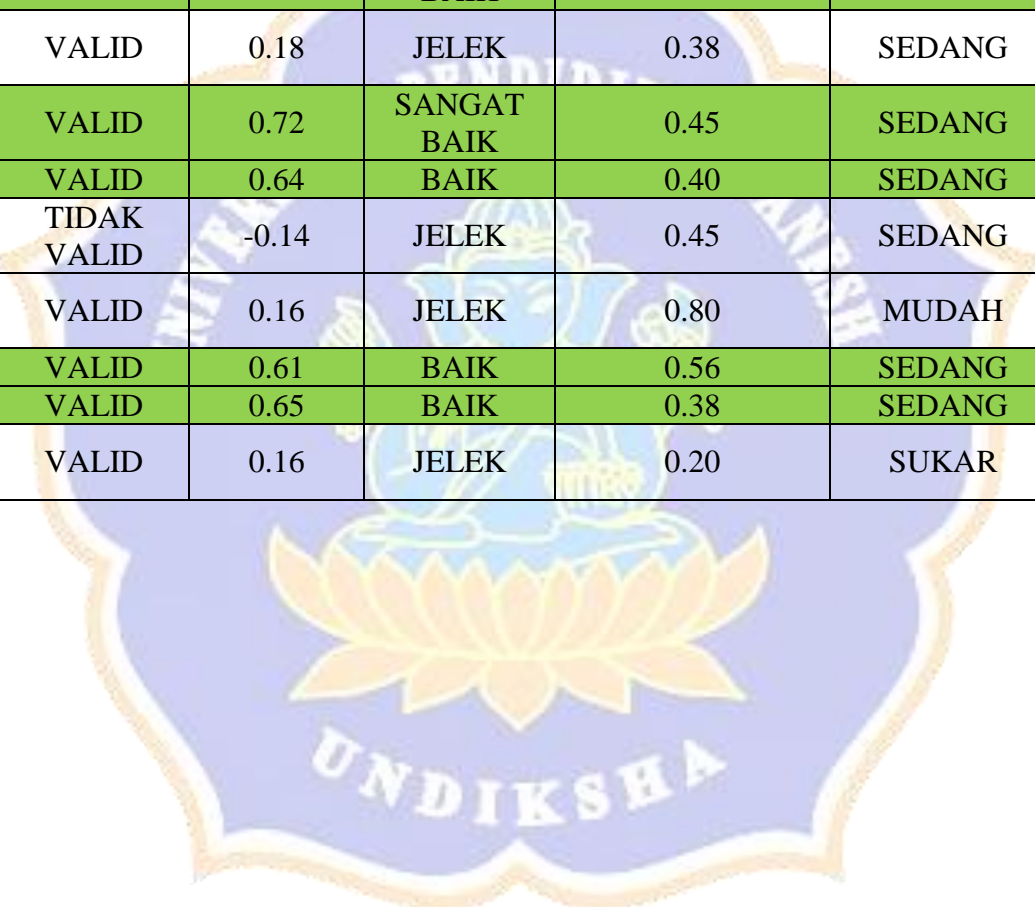 VALID 0.18 JELEK 0.38 SEDANG
VALID 0.72 SANGAT BAIK 0.45 SEDANG
VALID 0.64 BAIK 0.40 SEDANG
TIDAK VALID -0.14 JELEK 0.45 SEDANG
VALID 0.16 JELEK 0.80 MUDAH
VALID 0.61 BAIK 0.56 SEDANG
VALID 0.65 BAIK 0.38 SEDANG
VALID 0.16 JELEK 0.20 SUKAR
UNDIKSHA